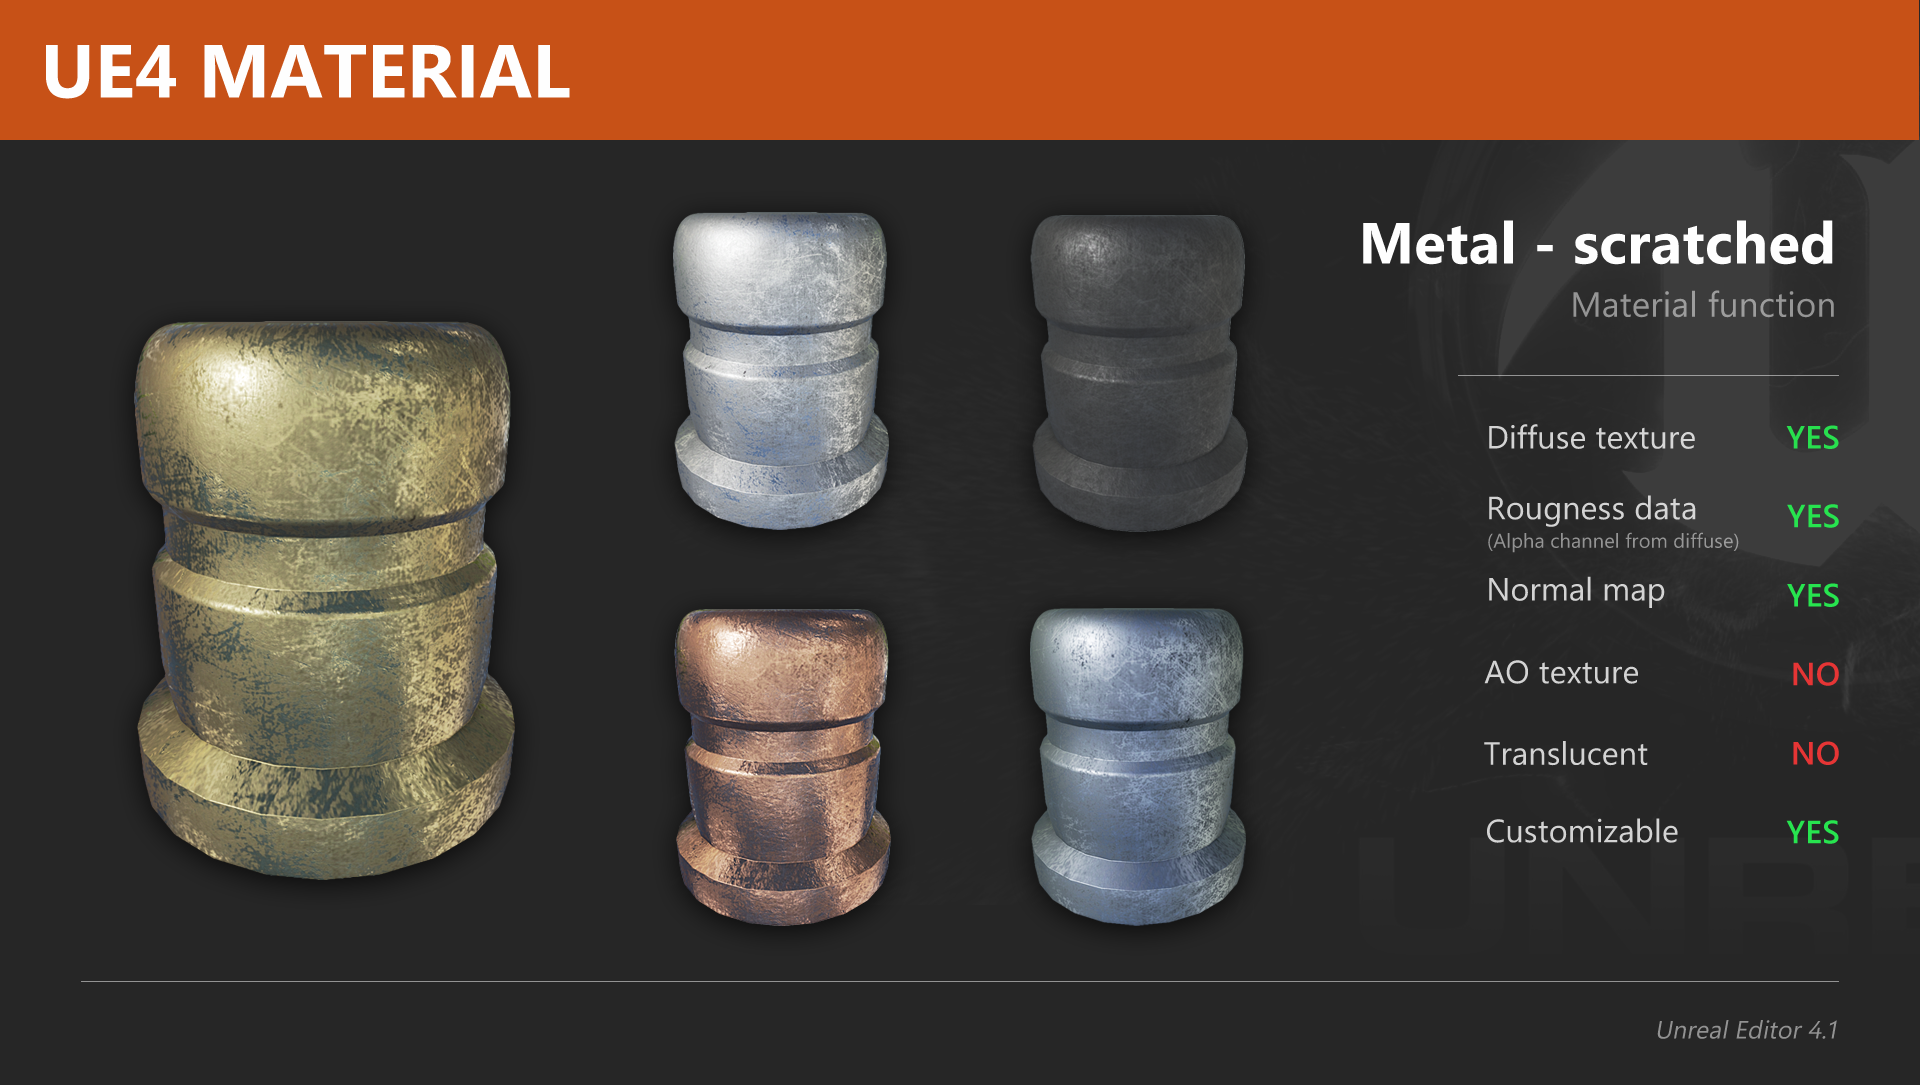 UE4 MATERIAL
Metal - scratched
Material function
Diffuse texture YES
Rougness data YES
(Alpha channel from diffuse)
Normal map YES
AO texture NO
Translucent NO
Customizable YES
UNRE
Unreal Editor 4.1